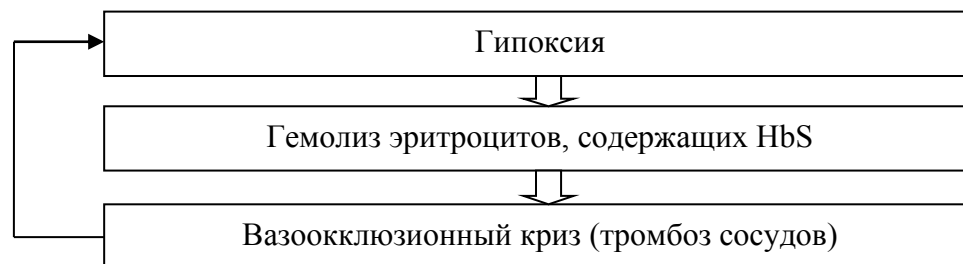 Гипоксия
Гемолиз эритроцитов, содержащих HbS
Вазоокклюзионный криз (тромбоз сосудов)